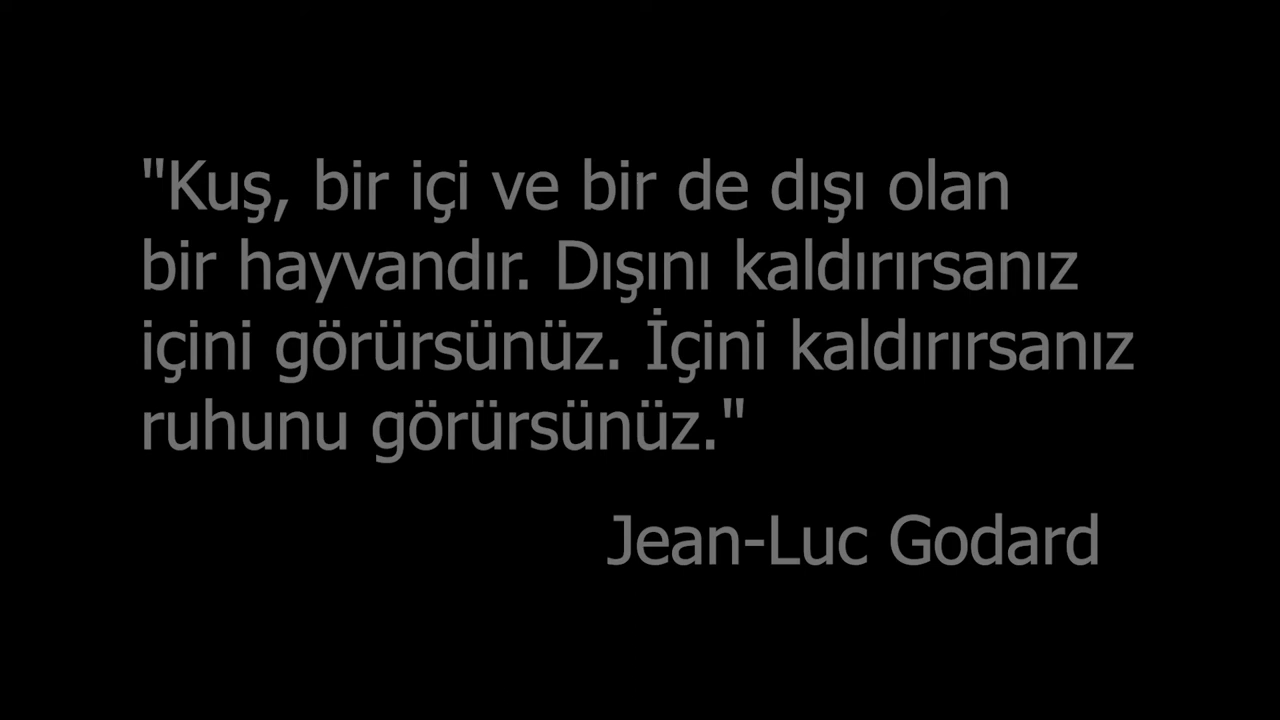 "Kuş, bir içi ve bir de dışı olan
bir hayvandır. Dışını kaldırırsanız
içini görürsünüz. İçini kaldırırsanız
ruhunu görürsünüz."
Jean-Luc Godard